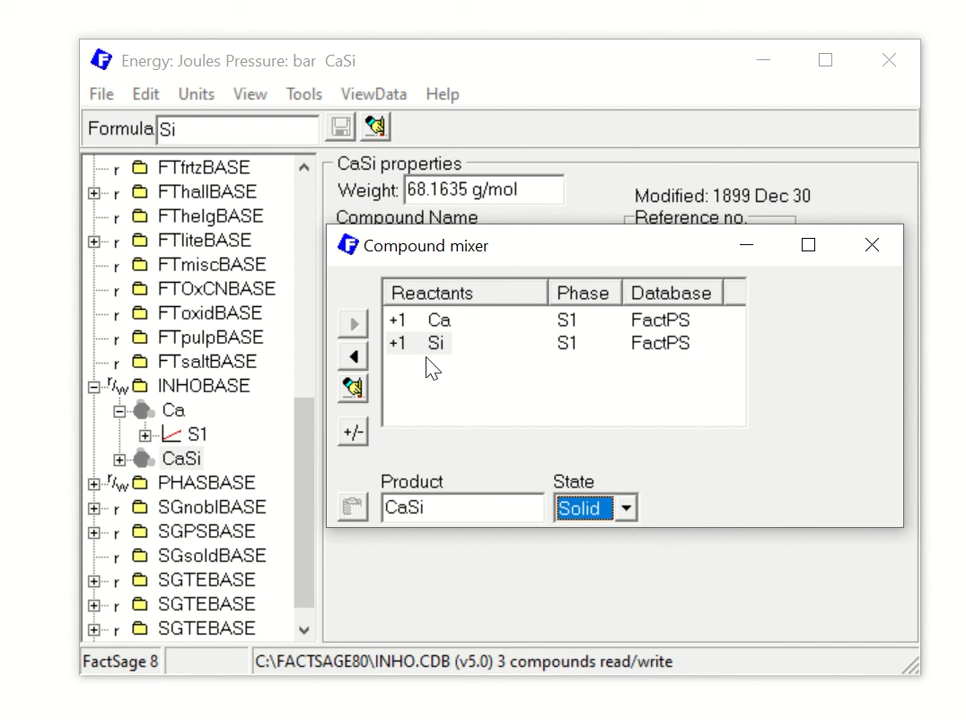 Energy: Joules Pressure: bar CaSi
File Edit Units View Tools ViewData Help
Formula Si
FTfrtzBASE
FThallBASE
FThelgBASE
FTliteBASE
FTmiscBASE
FTOxCNBASE
FToxidBASE
FTpulpBASE
FTsaltBASE
r/w INHOBASE
Ca
S1
CaSi
r/w PHASBASE
SGnoblBASE
SGPSBASE
SGsoldBASE
SGTEBASE
SGTEBASE
SGTEBASE
CaSi properties
Weight: 68.1635 g/mol
Modified: 1899 Dec 30
Compound Name
Reference no.
Compound mixer
Reactants Phase Database
+1 Ca S1 FactPS
+1 Si S1 FactPS
+/-
Product State
CaSi Solid
FactSage 8 C:\FACTSAGE80\INHO.CDB (v5.0) 3 compounds read/write